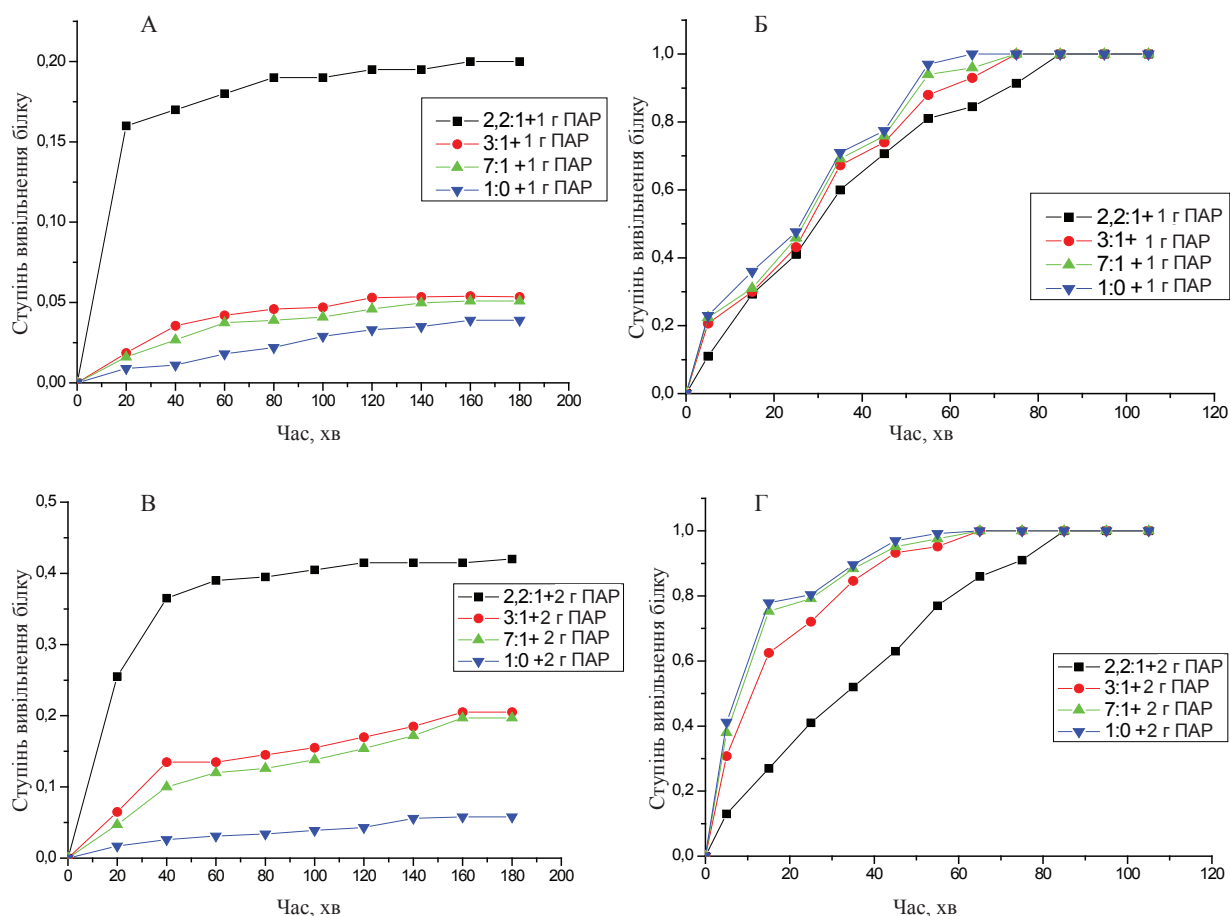 А
Ступінь вивільнення білку
0,20
0,15
0,10
0,05
0,00
2,2:1+1 г ПАР
3:1+ 1 г ПАР
7:1 +1 г ПАР
1:0 +1 г ПАР
0 20 40 60 80 100 120 140 160 180 200
Час, хв
Б
Ступінь вивільнення білку
1,0
0,8
0,6
0,4
0,2
0,0
2,2:1+ 1 г ПАР
3:1+ 1 г ПАР
7:1 + 1 г ПАР
1:0 + 1 г ПАР
0 20 40 60 80 100 120
Час, хв
В
Ступінь вивільнення білку
0,5
0,4
0,3
0,2
0,1
0,0
2,2:1+2 г ПАР
3:1+2 г ПАР
7:1+ 2 г ПАР
1:0 +2 г ПАР
0 20 40 60 80 100 120 140 160 180 200
Час, хв
Г
Ступінь вивільнення білку
1,0
0,8
0,6
0,4
0,2
0,0
2,2:1+2 г ПАР
3:1+2 г ПАР
7:1+ 2 г ПАР
1:0 +2 г ПАР
0 20 40 60 80 100 120
Час, хв